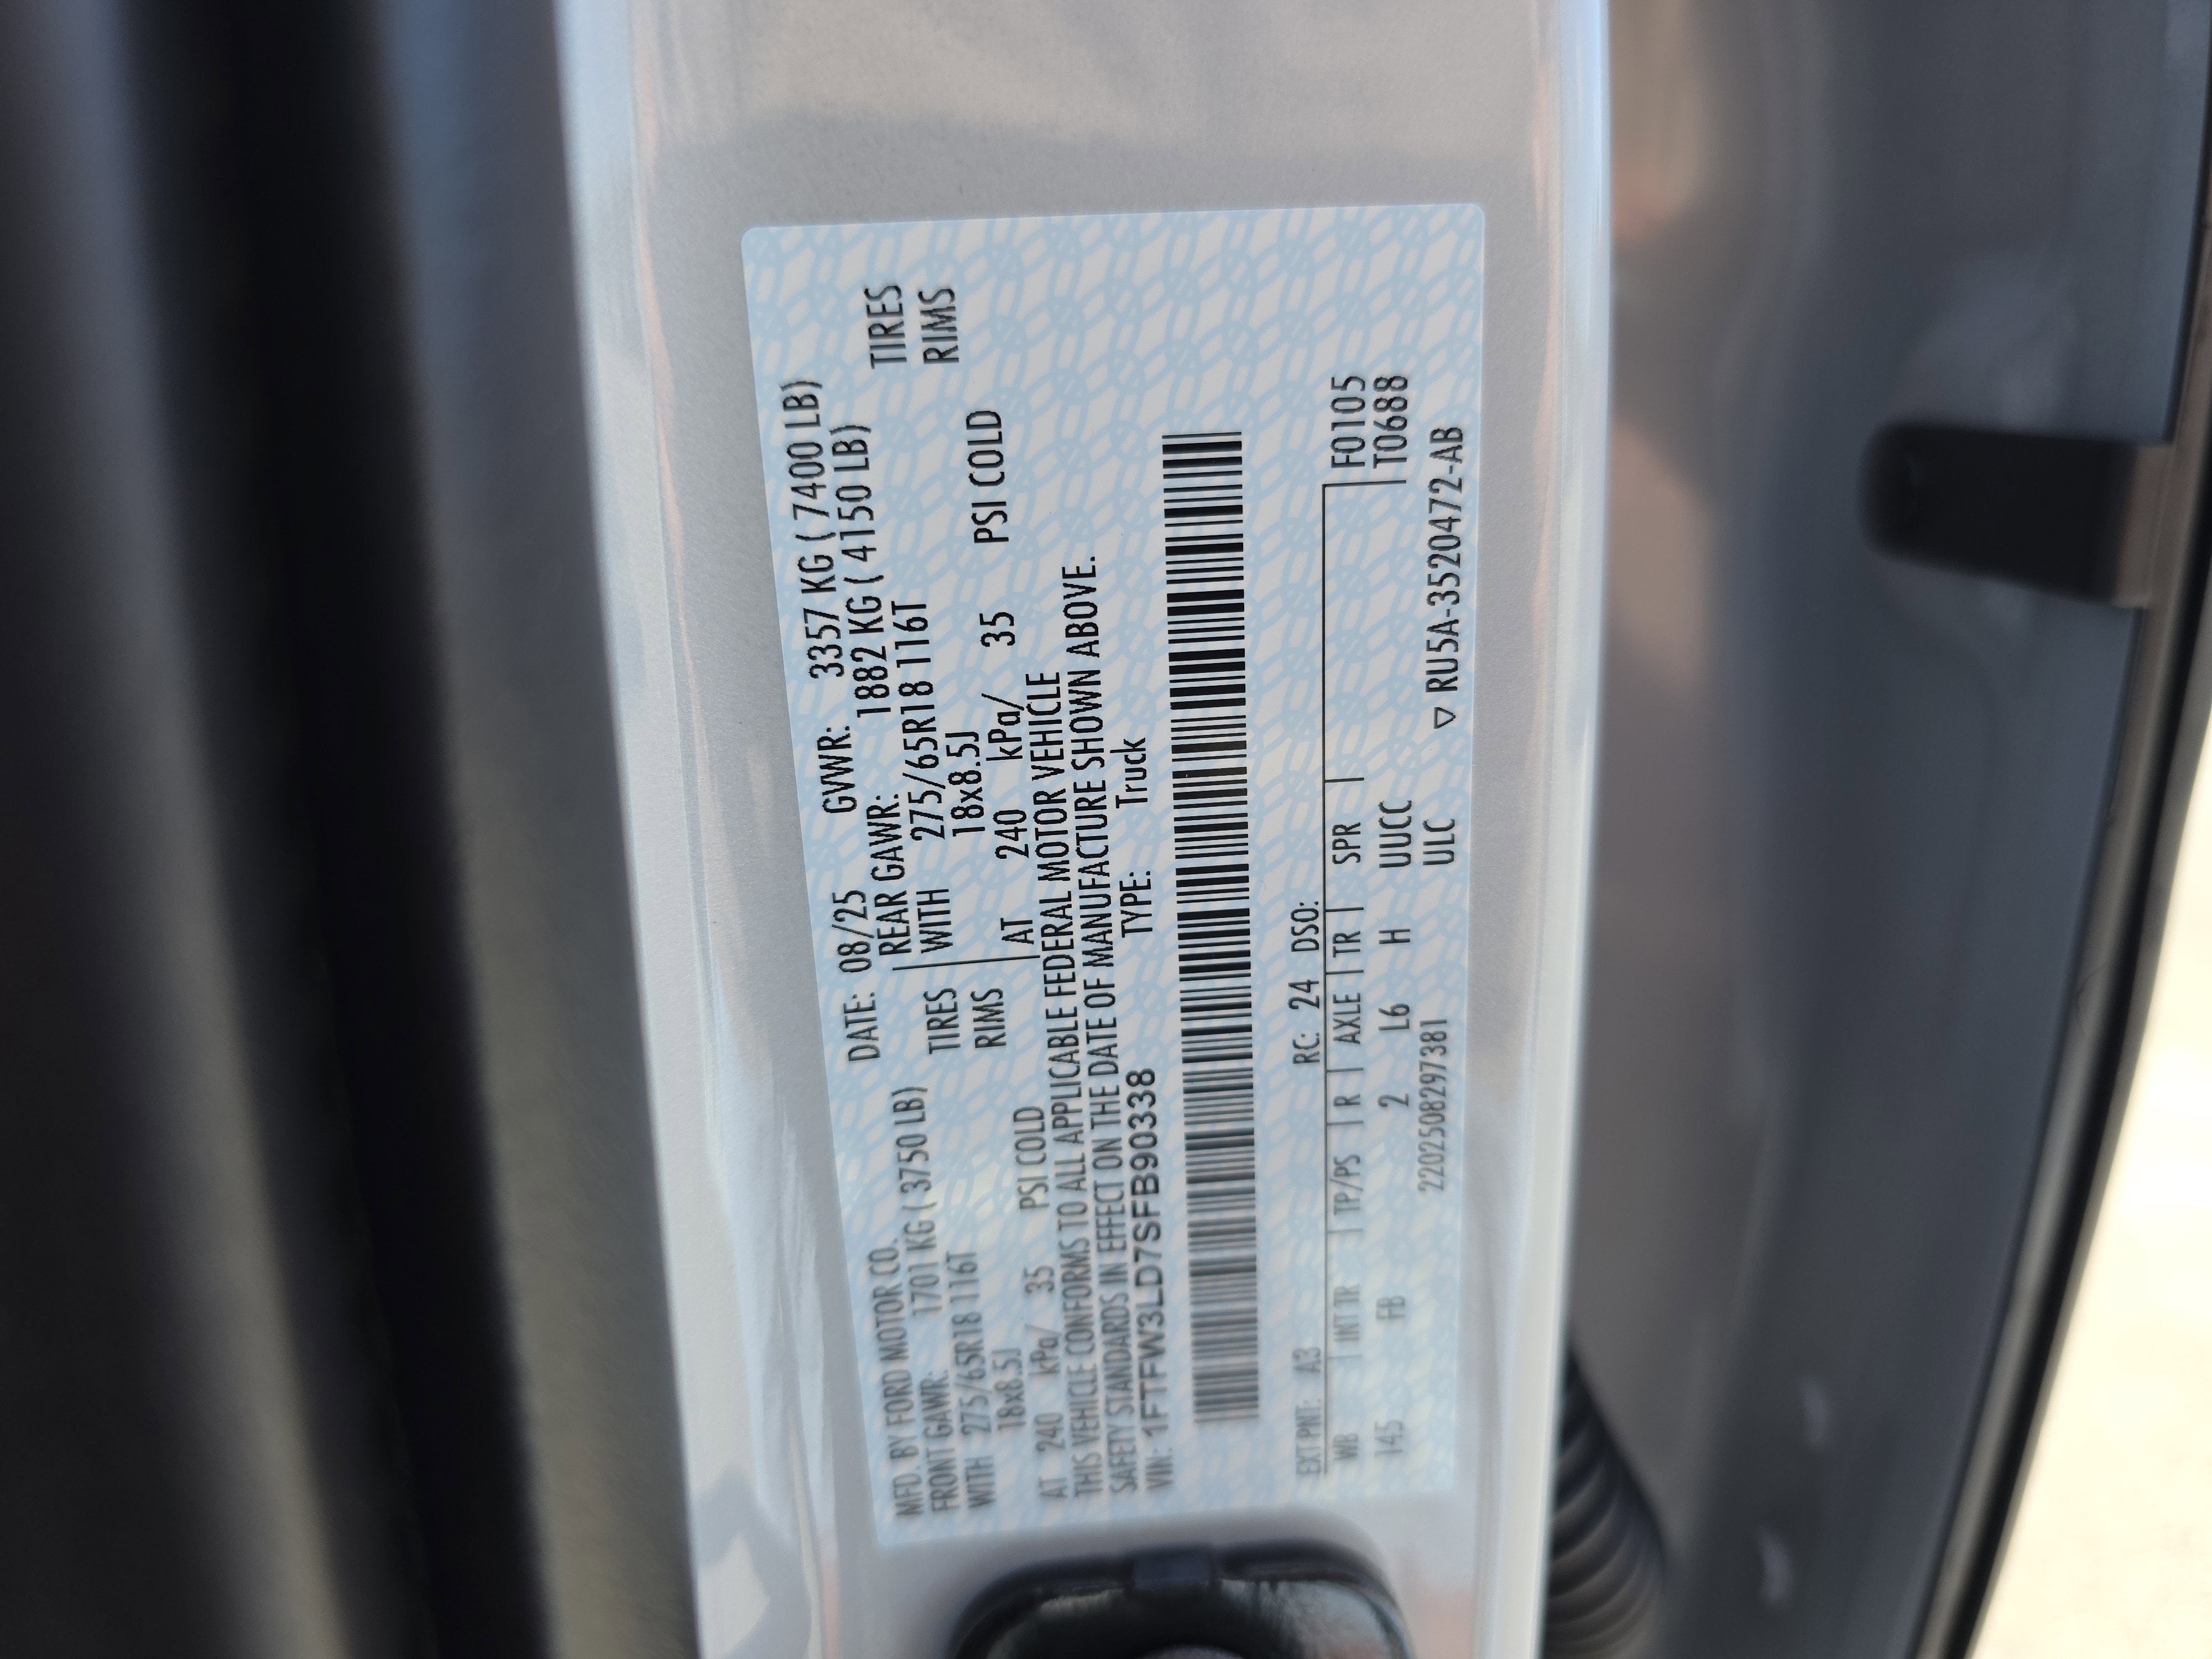 MFD. BY FORD MOTOR CO. DATE: 08/25 GVWR: 3357 KG ( 7400 LB)
FRONT GAWR: 1701 KG ( 3750 LB) REAR GAWR: 1882 KG ( 4150 LB)
WITH 275/65R18 116T TIRES WITH 275/65R18 116T TIRES
18x8.5J RIMS 18x8.5J RIMS
AT 240 kPa/ 35 PSI COLD AT 240 kPa/ 35 PSI COLD
THIS VEHICLE CONFORMS TO ALL APPLICABLE FEDERAL MOTOR VEHICLE
SAFETY STANDARDS IN EFFECT ON THE DATE OF MANUFACTURE SHOWN ABOVE.
VIN: 1FTFW3LD7SFB90338 TYPE: Truck
EXT PNT: A3 RC: 24 DSO:
WB | INT TR | TP/PS | R | AXLE | TR | SPR | F0105
145 FB 2 L6 H UUCC T0688
2202508297381 ULC ▽ RU5A-3520472-AB